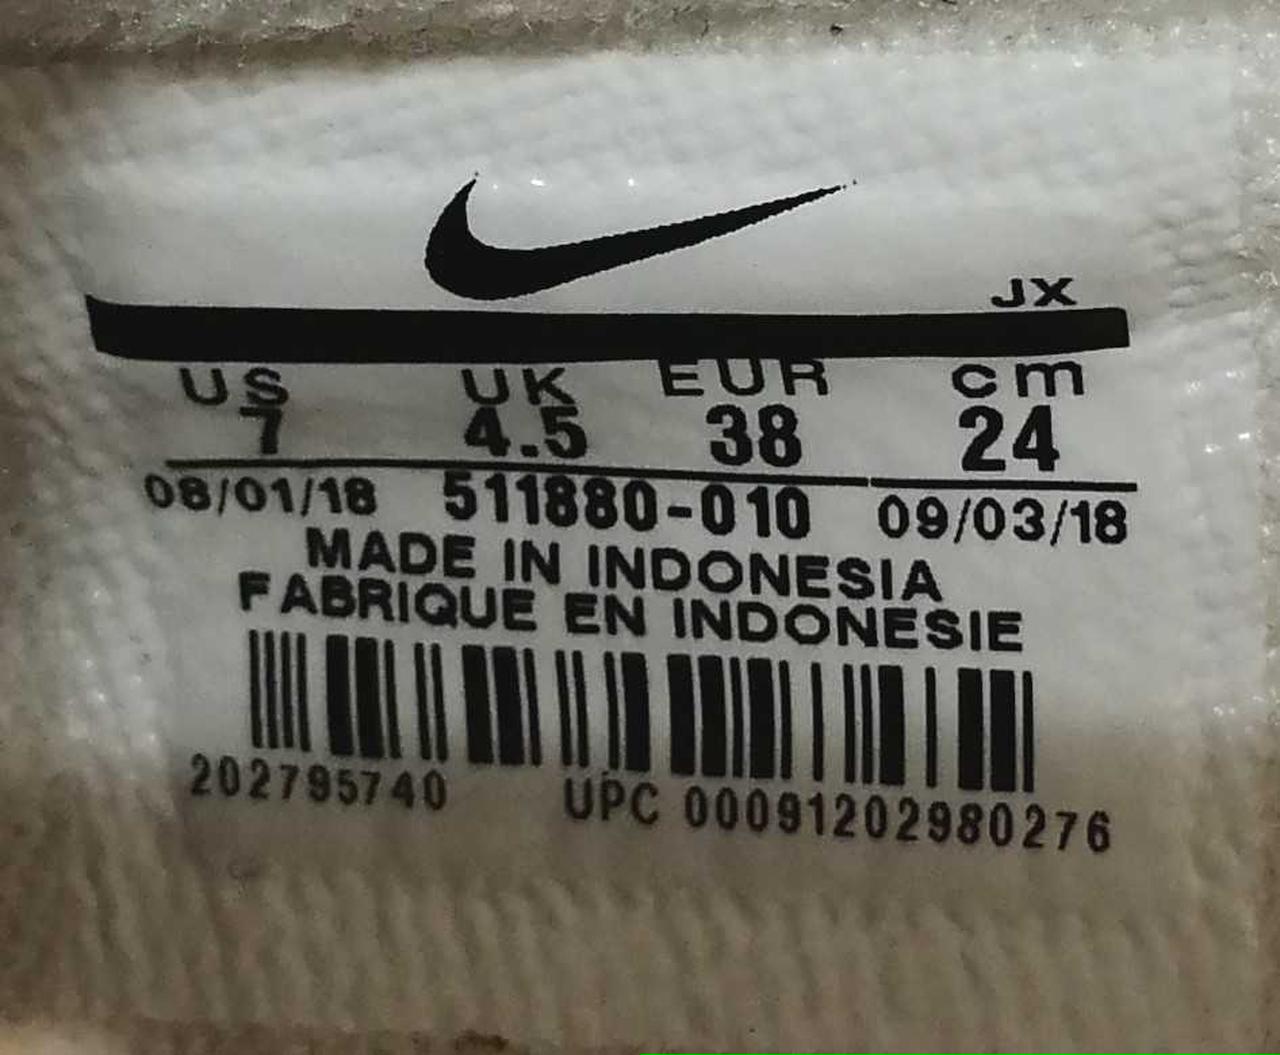 JX
US UK EUR cm
7 4.5 38 24
08/01/18 511880-010 09/03/18
MADE IN INDONESIA
FABRIQUE EN INDONESIE
202795740 UPC 00091202980276